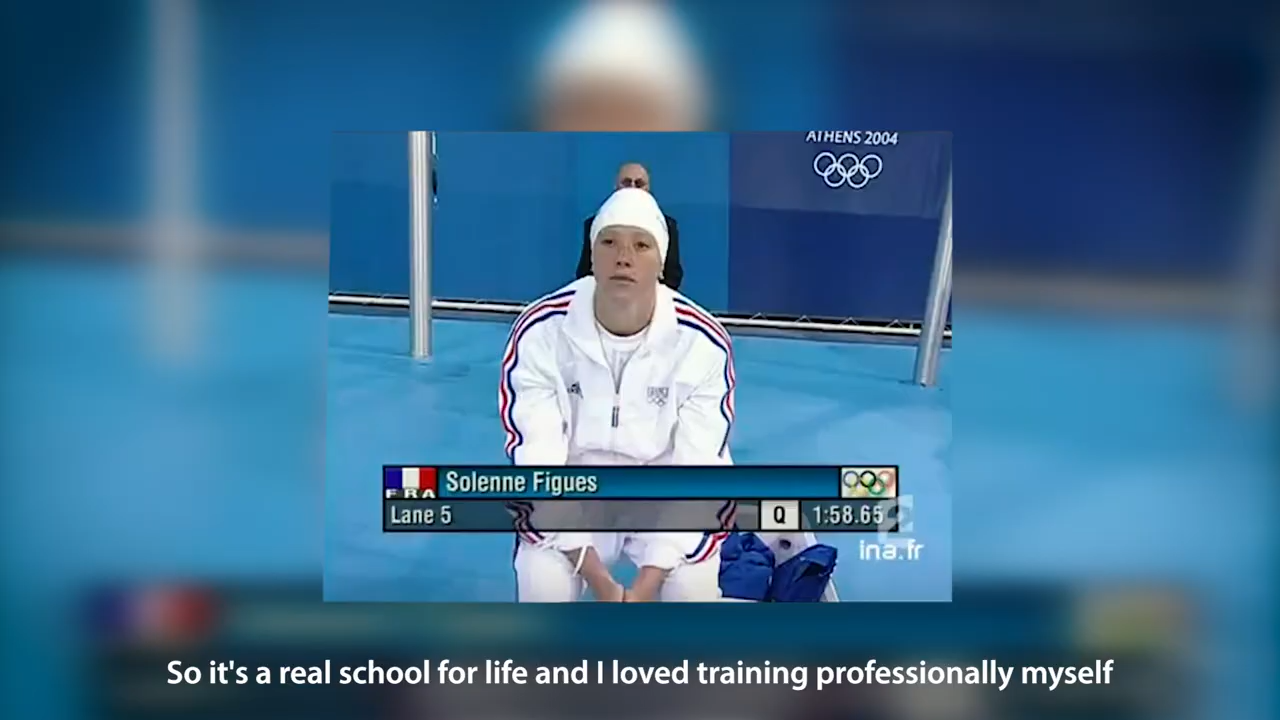 ATHENS 2004
FRA
Solenne Figues
Lane 5
Q
1:58.65
2
ina.fr
So it's a real school for life and I loved training professionally myself